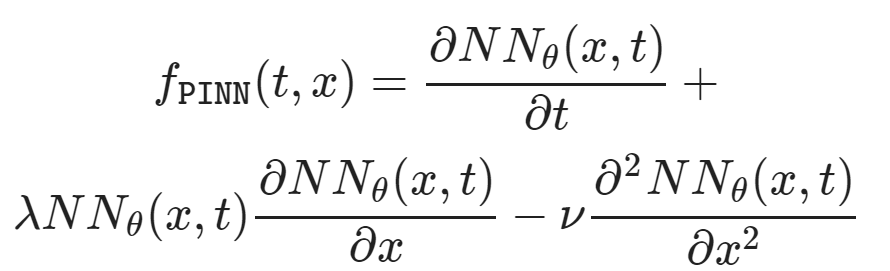 f_PINN(t, x) = ∂NN_θ(x, t)/∂t +
λNN_θ(x, t) ∂NN_θ(x, t)/∂x − ν ∂²NN_θ(x, t)/∂x²